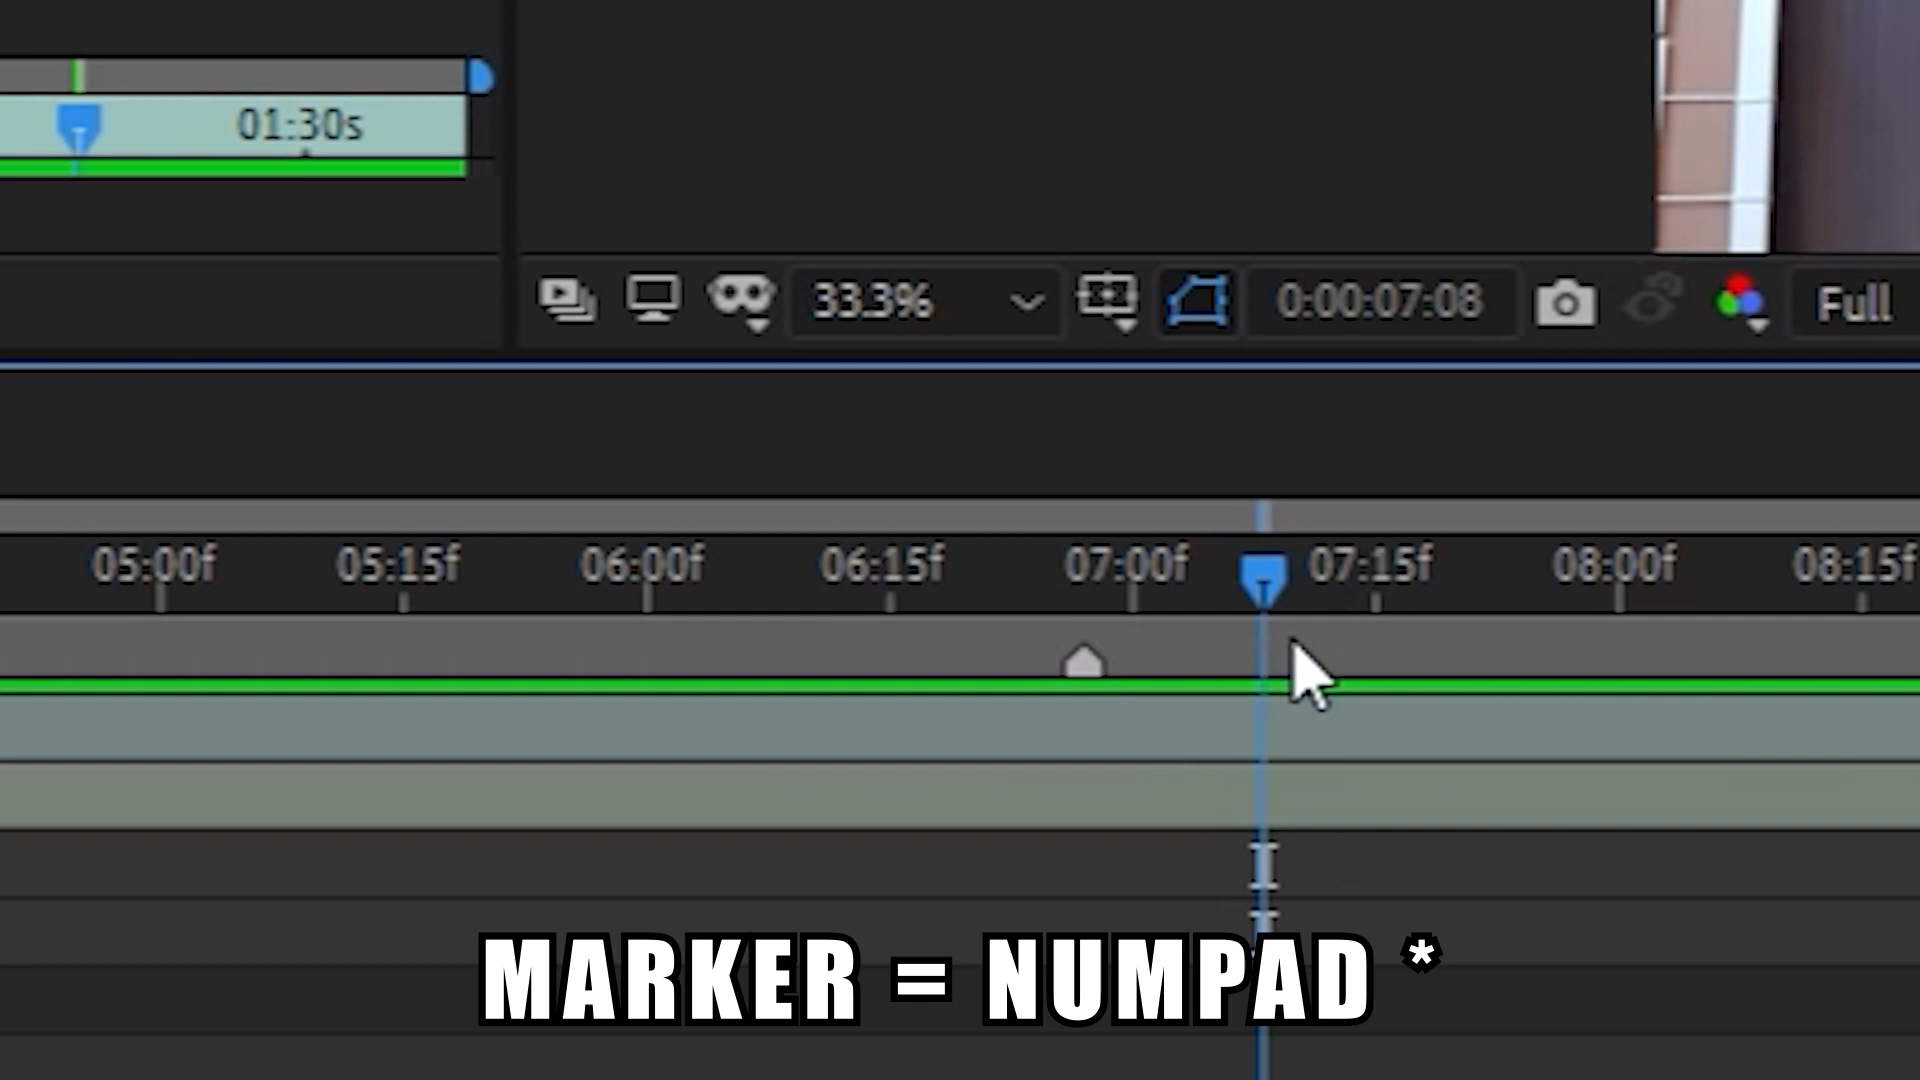 01:30s
33.3%
0:00:07:08
Full
05:00f
05:15f
06:00f
06:15f
07:00f
07:15f
08:00f
08:15f
MARKER = NUMPAD *